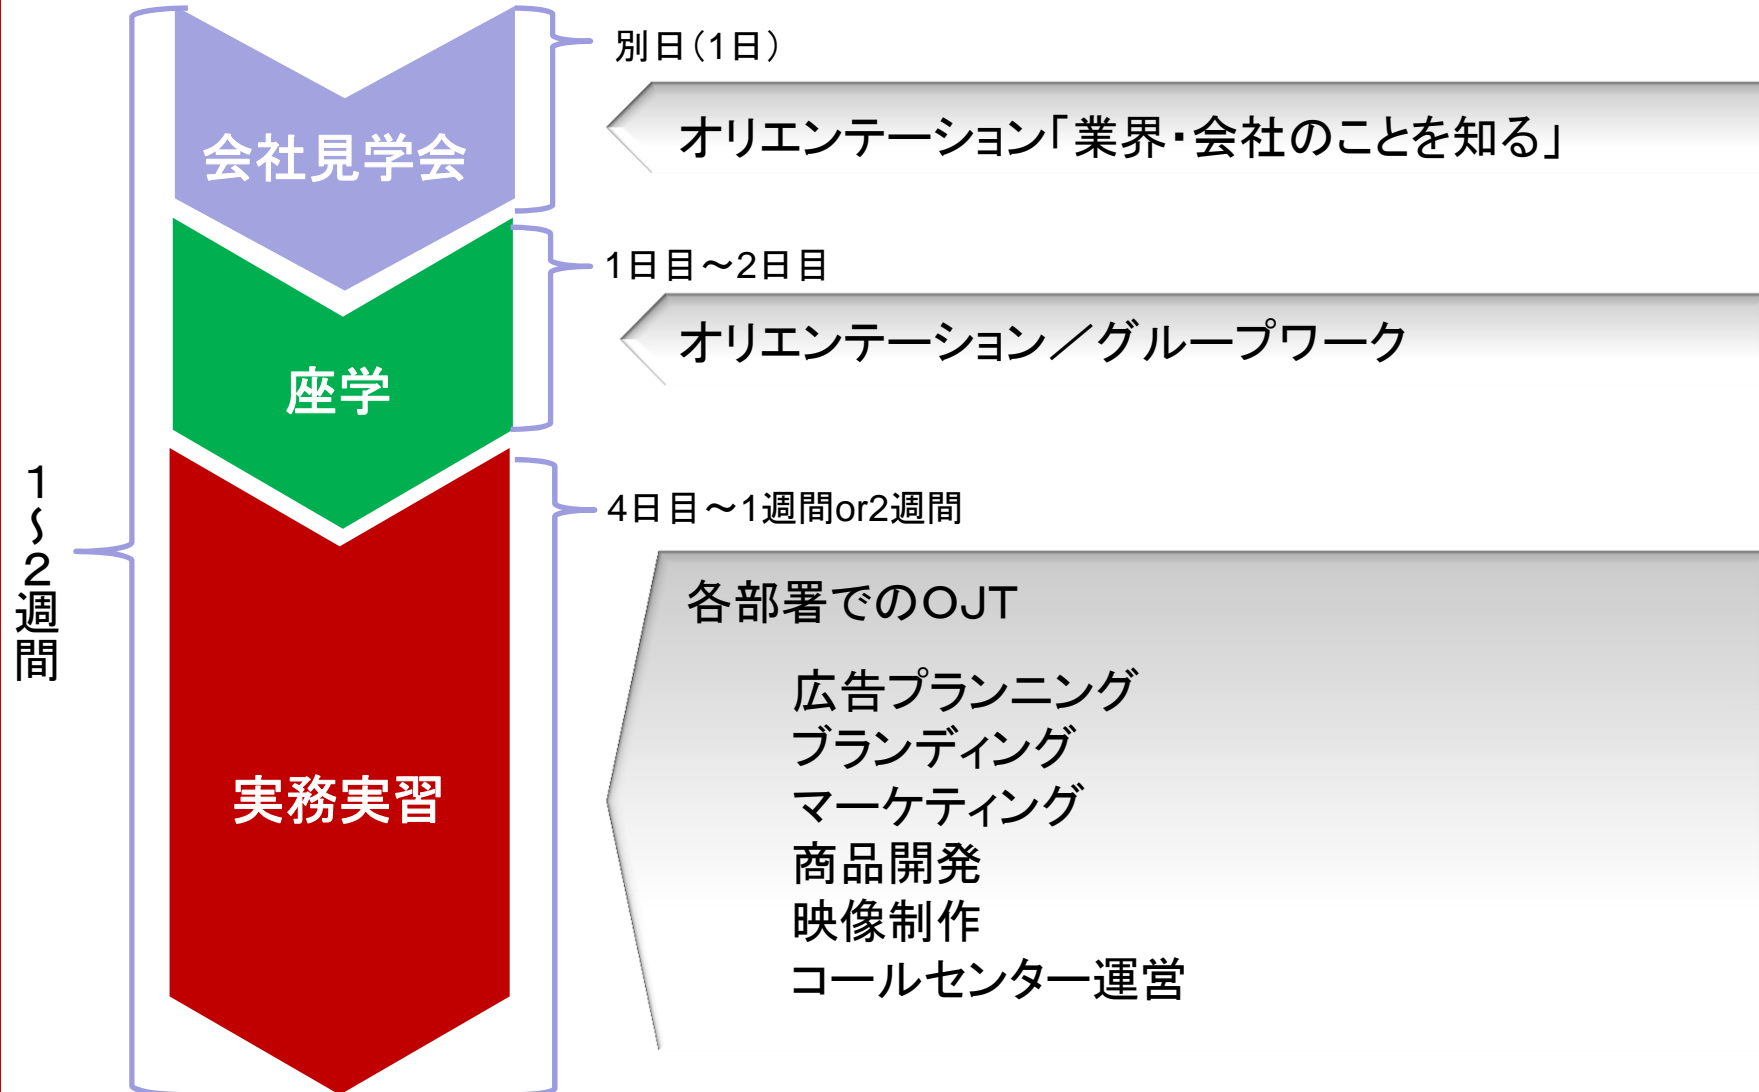 1～2週間
会社見学会
別日（1日）
オリエンテーション「業界・会社のことを知る」
座学
1日目～2日目
オリエンテーション／グループワーク
実務実習
4日目～1週間or2週間
各部署でのＯＪＴ
広告プランニング
ブランディング
マーケティング
商品開発
映像制作
コールセンター運営